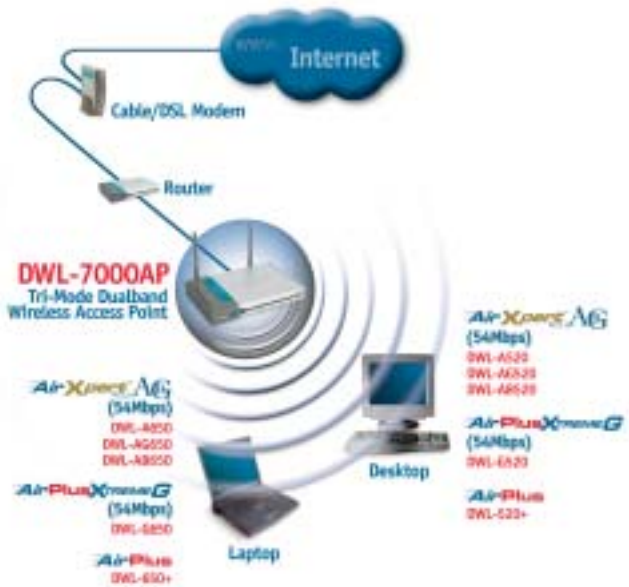 Internet
Cable/DSL Modem
Router
DWL-7000AP
Tri-Mode Dualband
Wireless Access Point
AirXpert AG
(54Mbps)
DWL-A650
DWL-AG650
DWL-AB650
AirPlusXtremeG
(54Mbps)
DWL-G650
AirPlus
DWL-650+
Laptop
Desktop
AirXpert AG
(54Mbps)
DWL-A520
DWL-AG520
DWL-AB520
AirPlusXtremeG
(54Mbps)
DWL-G520
AirPlus
DWL-520+